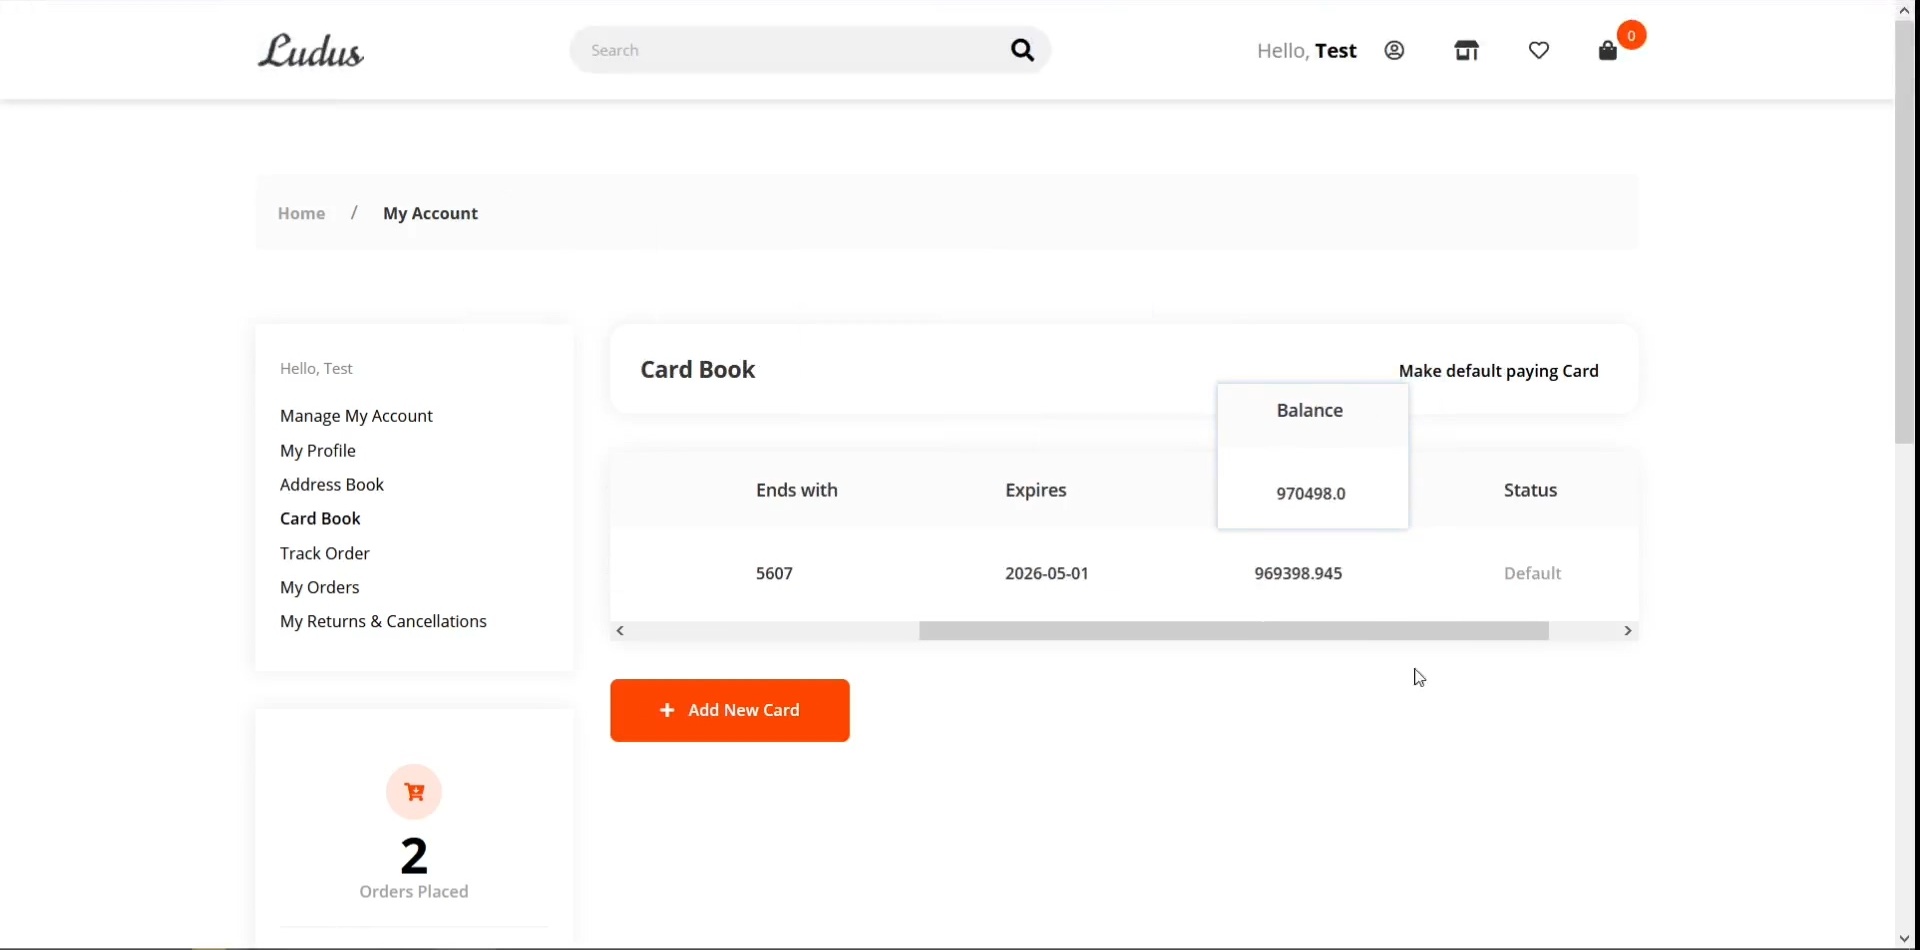 Ludus
Search
Hello, Test
0
Home / My Account
Hello, Test
Manage My Account
My Profile
Address Book
Card Book
Track Order
My Orders
My Returns & Cancellations
2
Orders Placed
Card Book
Make default paying Card
Balance
970498.0
Ends with Expires Status
5607 2026-05-01 969398.945 Default
+ Add New Card